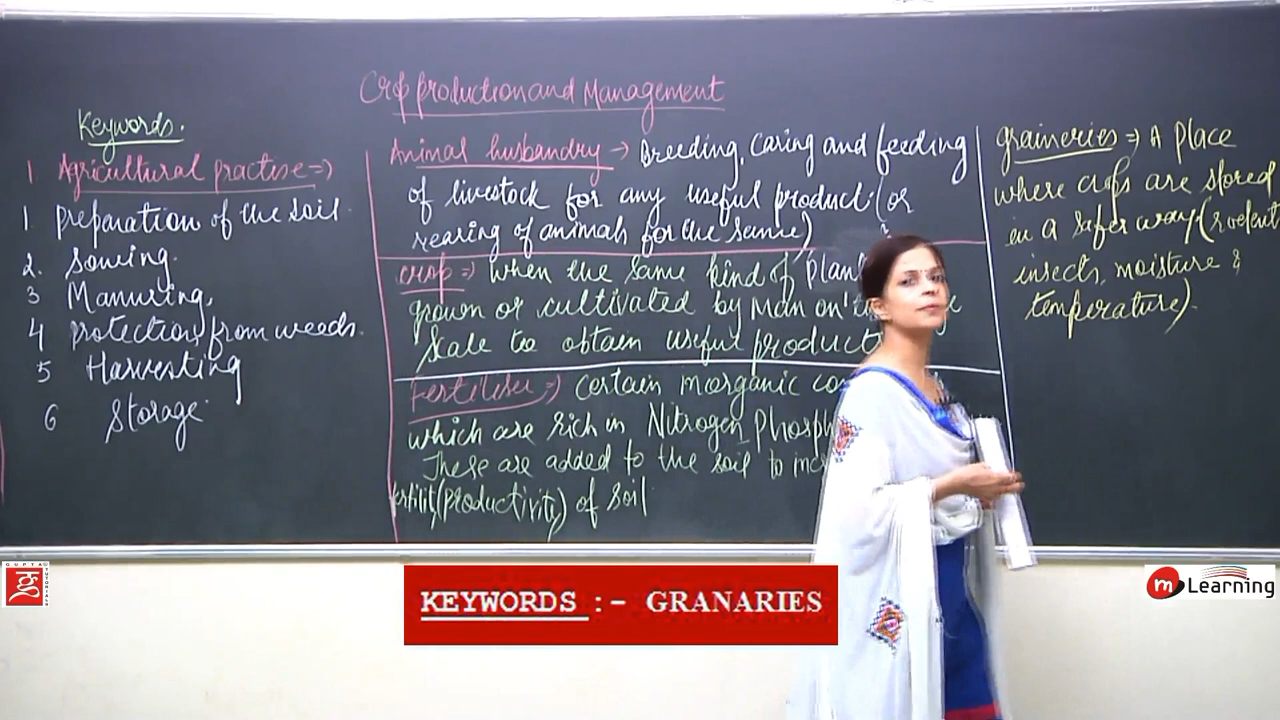 Crop production and Management
Keywords.
1 Agricultural practise =>
1. preparation of the soil.
2. Sowing.
3 Manuring,
4 protection from weeds.
5 Harvesting
6 Storage.
Animal husbandry → Breeding, caring and feeding
of livestock for any useful product. (or
rearing of animals for the same)
crop => when the same kind of
grown or cultivated by Man on
scale to obtain useful product
Fertiliser => certain inorganic
which are rich in Nitrogen,
These are added to the soil to
(productivity) of soil
graineries => A place
where crops are stored
in a safer way (
insects, moisture &
temperature).
GUPTA
TUTORIALS
KEYWORDS :- GRANARIES
m Learning